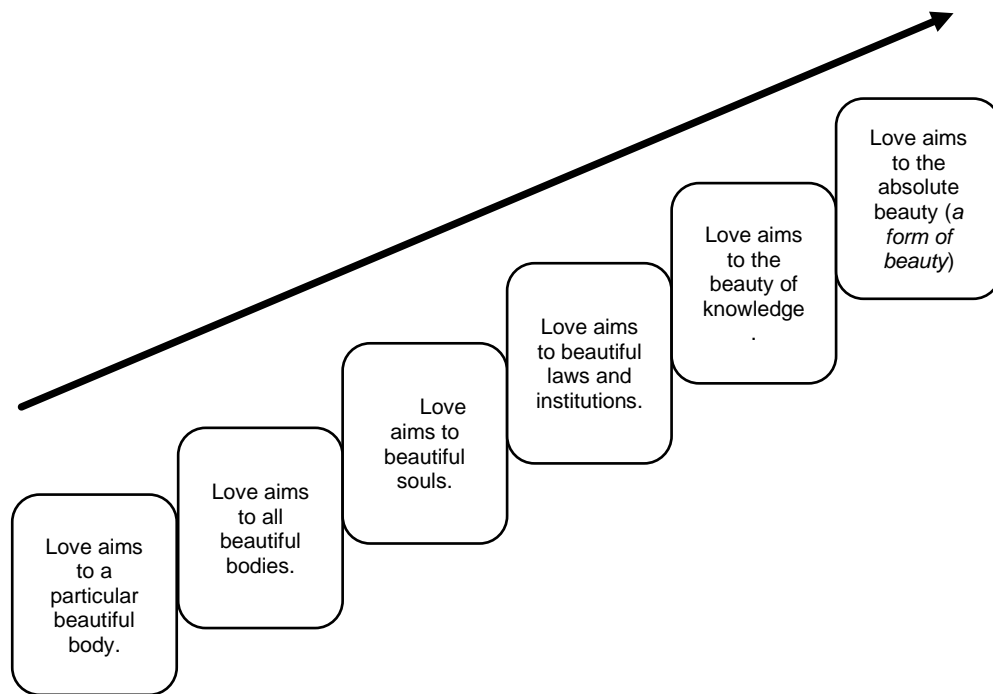 Love aims
to a
particular
beautiful
body.
Love aims
to all
beautiful
bodies.
Love
aims to
beautiful
souls.
Love aims
to beautiful
laws and
institutions.
Love aims
to the
beauty of
knowledge
.
Love aims
to the
absolute
beauty (a
form of
beauty)